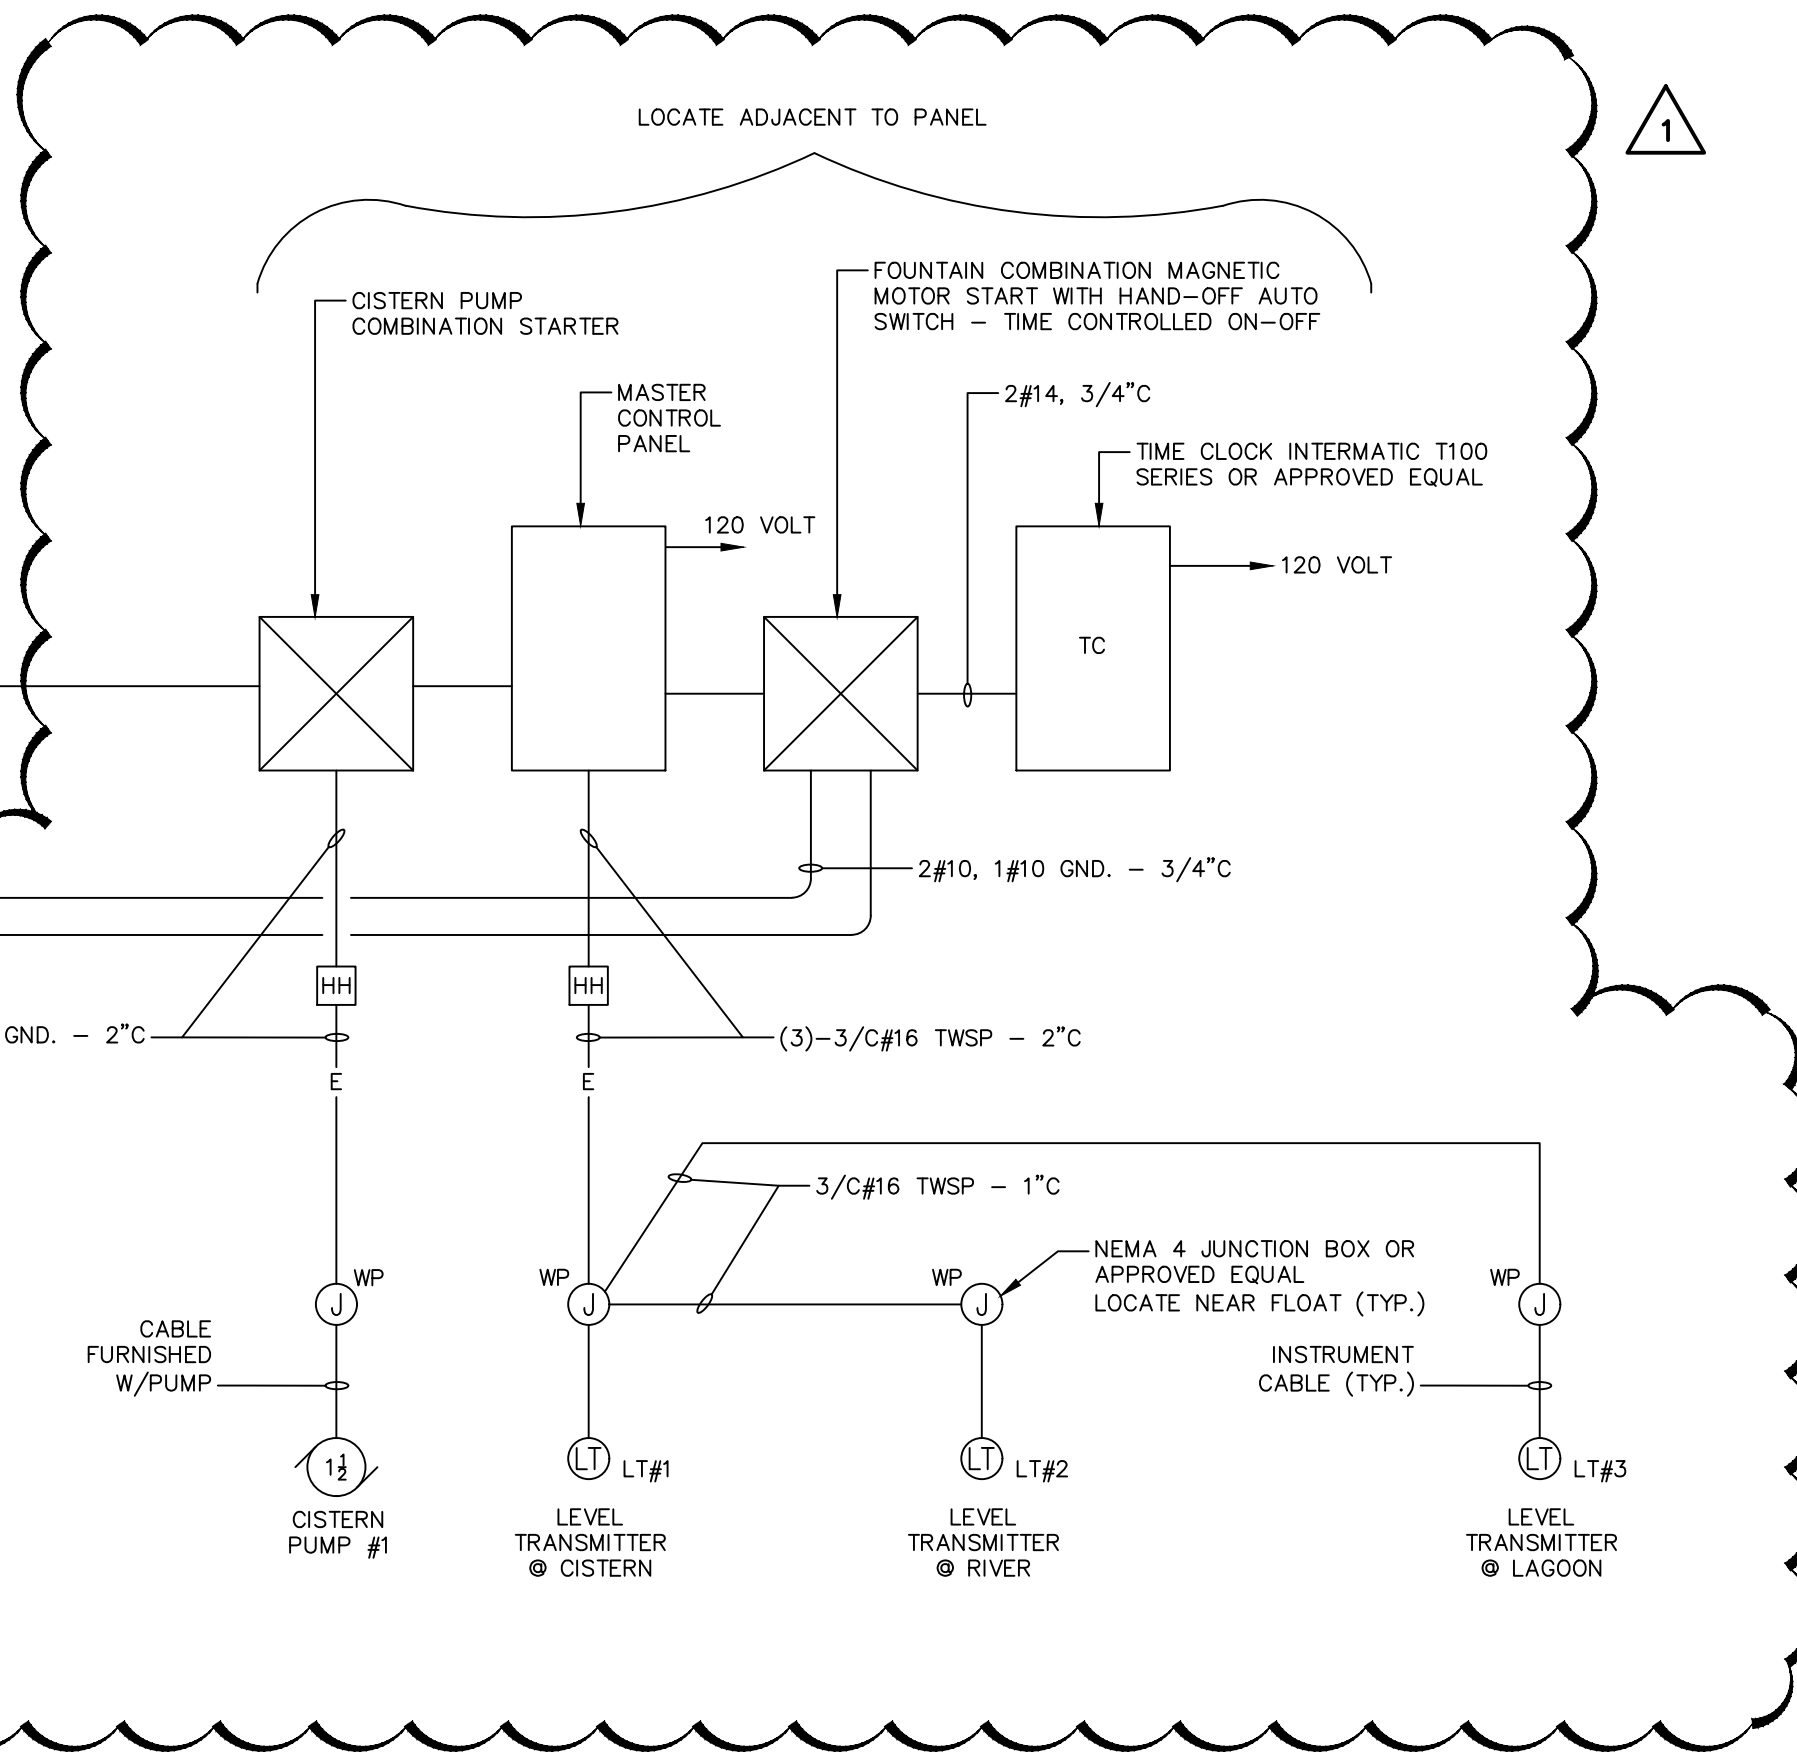 LOCATE ADJACENT TO PANEL
1
FOUNTAIN COMBINATION MAGNETIC
MOTOR START WITH HAND-OFF AUTO
SWITCH - TIME CONTROLLED ON-OFF
CISTERN PUMP
COMBINATION STARTER
MASTER
CONTROL
PANEL
2#14, 3/4"C
TIME CLOCK INTERMATIC T100
SERIES OR APPROVED EQUAL
120 VOLT
120 VOLT
TC
2#10, 1#10 GND. - 3/4"C
HH
HH
GND. - 2"C
(3)-3/C#16 TWSP - 2"C
E
E
3/C#16 TWSP - 1"C
NEMA 4 JUNCTION BOX OR
APPROVED EQUAL
LOCATE NEAR FLOAT (TYP.)
WP
WP
WP
WP
J
J
J
J
CABLE
FURNISHED
W/PUMP
INSTRUMENT
CABLE (TYP.)
1 1/2
LT
LT#1
LT
LT#2
LT
LT#3
CISTERN
PUMP #1
LEVEL
TRANSMITTER
@ CISTERN
LEVEL
TRANSMITTER
@ RIVER
LEVEL
TRANSMITTER
@ LAGOON